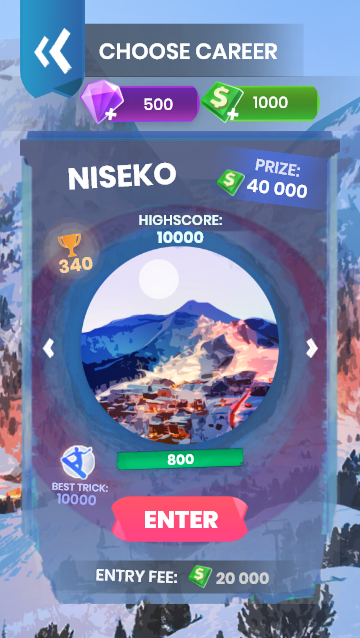 CHOOSE CAREER
500
1000
NISEKO
PRIZE:
40 000
HIGHSCORE:
10000
340
800
BEST TRICK:
10000
ENTER
ENTRY FEE: 20 000